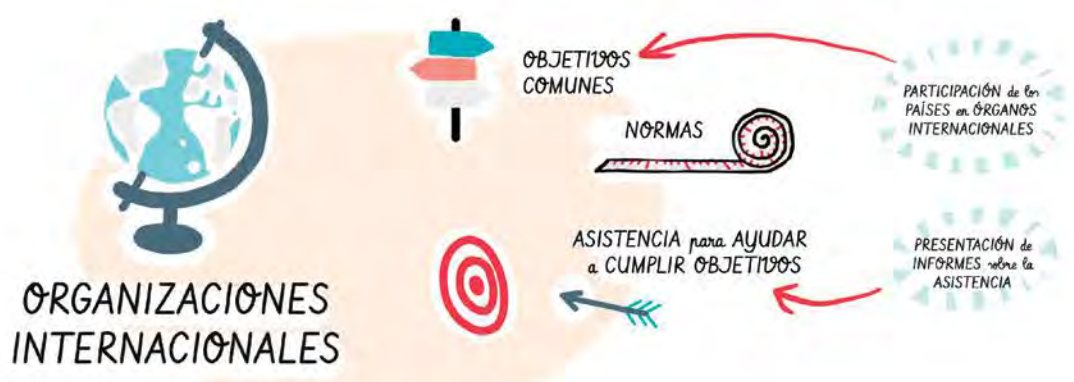 OBJETIVOS
COMUNES
NORMAS
ASISTENCIA para AYUDAR
a CUMPLIR OBJETIVOS
ORGANIZACIONES
INTERNACIONALES
PARTICIPACIÓN de los
PAÍSES en ÓRGANOS
INTERNACIONALES
PRESENTACIÓN de
INFORMES sobre la
ASISTENCIA